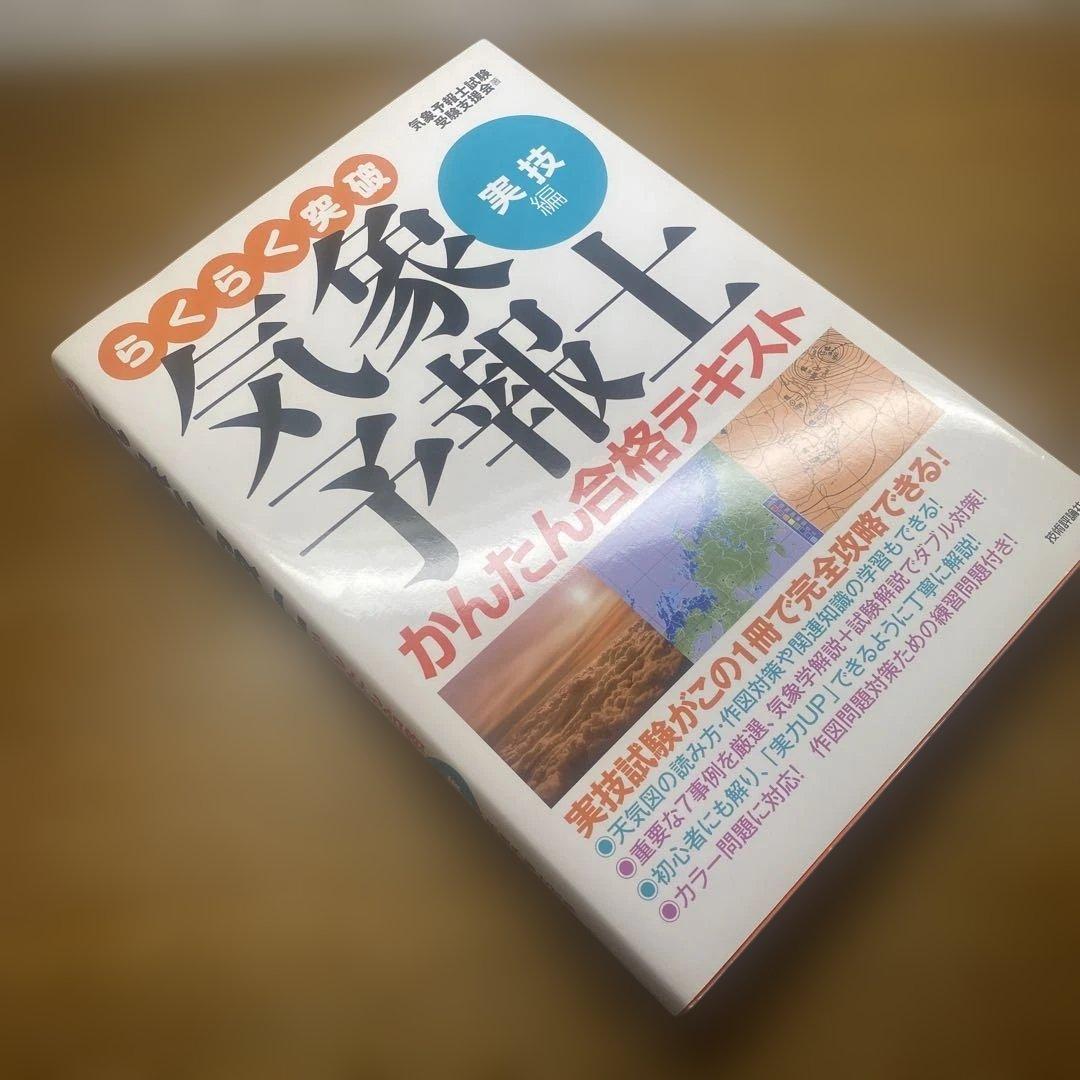 気象予報士試験
受験支援会 著
らくらく突破
気象
予報士
実技
編
かんたん合格テキスト
実技試験がこの1冊で完全攻略できる!
●天気図の読み方・作図対策や関連知識の学習もできる!
●重要な7事例を厳選、気象学解説+試験解説でダブル対策!
●初心者にも解り、「実力UP」できるように丁寧に解説!
●カラー問題に対応! 作図問題対策ための練習問題付き!
技術評論社